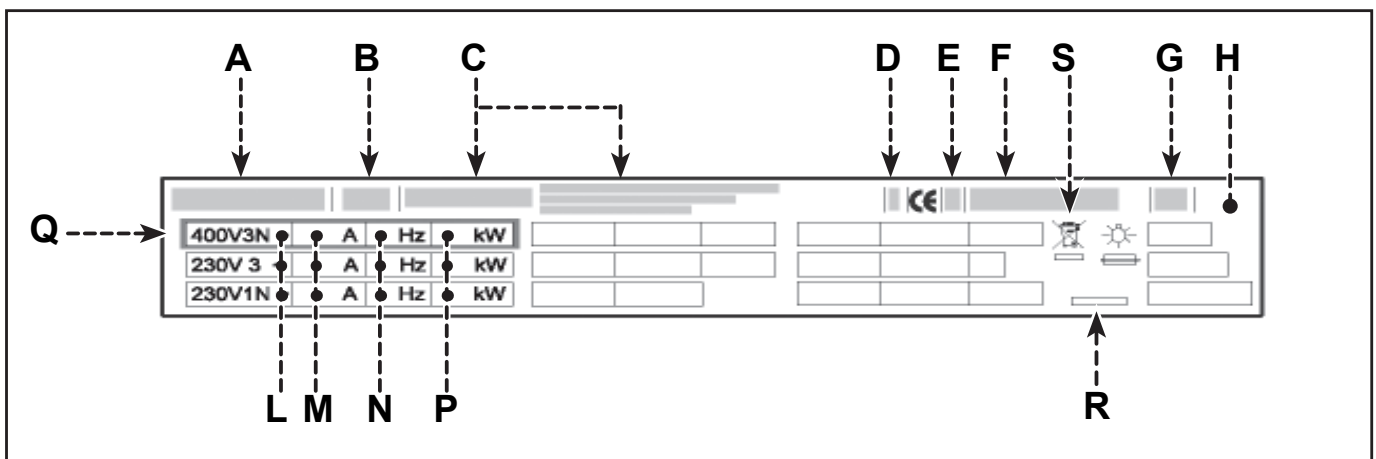 A B C D E F S G H
CE
Q 400V3N A Hz kW
230V 3 A Hz kW
230V1N A Hz kW
L M N P R